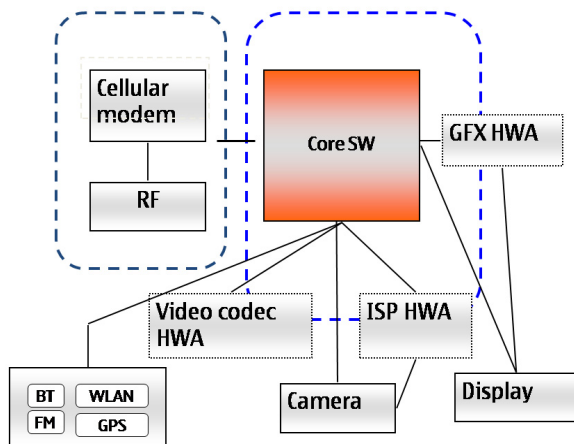 Cellular
modem
RF
Core SW
GFX HWA
Video codec
HWA
ISP HWA
BT
WLAN
FM
GPS
Camera
Display